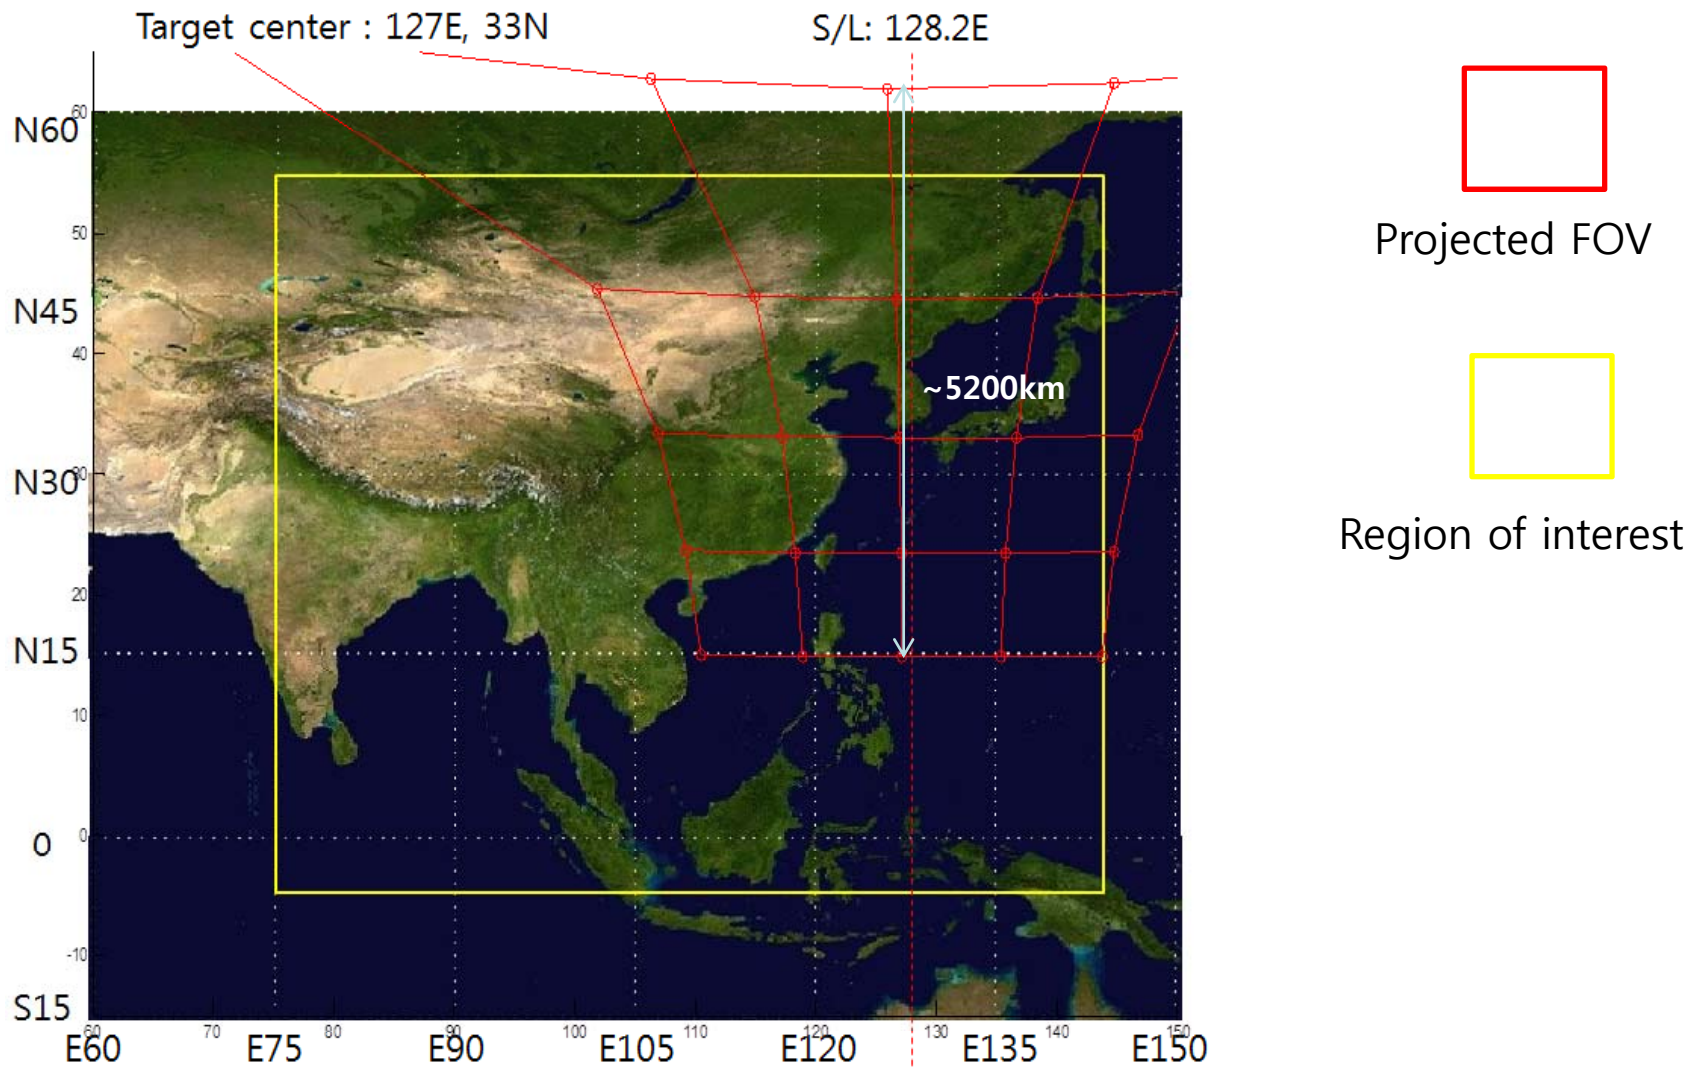 Target center : 127E, 33N
S/L: 128.2E
60
N60
50
N45
40
~5200km
30
N30
20
N15
10
0
0
-10
S15
60
70
80
90
100
110
120
130
140
150
E60
E75
E90
E105
E120
E135
E150
Projected FOV
Region of interest